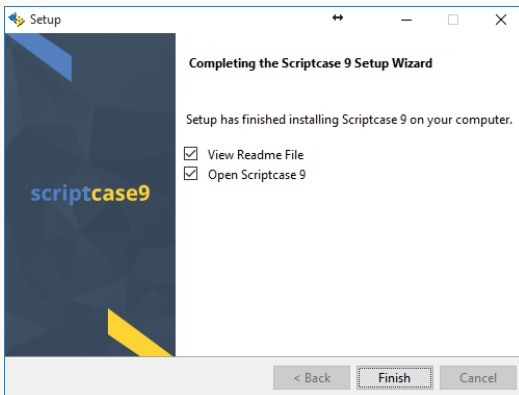 Setup
Completing the Scriptcase 9 Setup Wizard
Setup has finished installing Scriptcase 9 on your computer.
View Readme File
Open Scriptcase 9
scriptcase9
< Back
Finish
Cancel